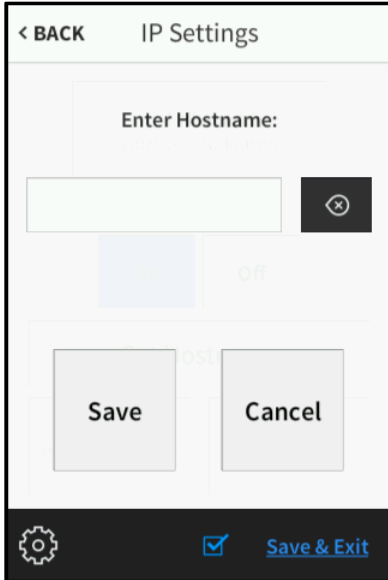 < BACK IP Settings
Enter Hostname:
Off
Save Cancel
Save & Exit